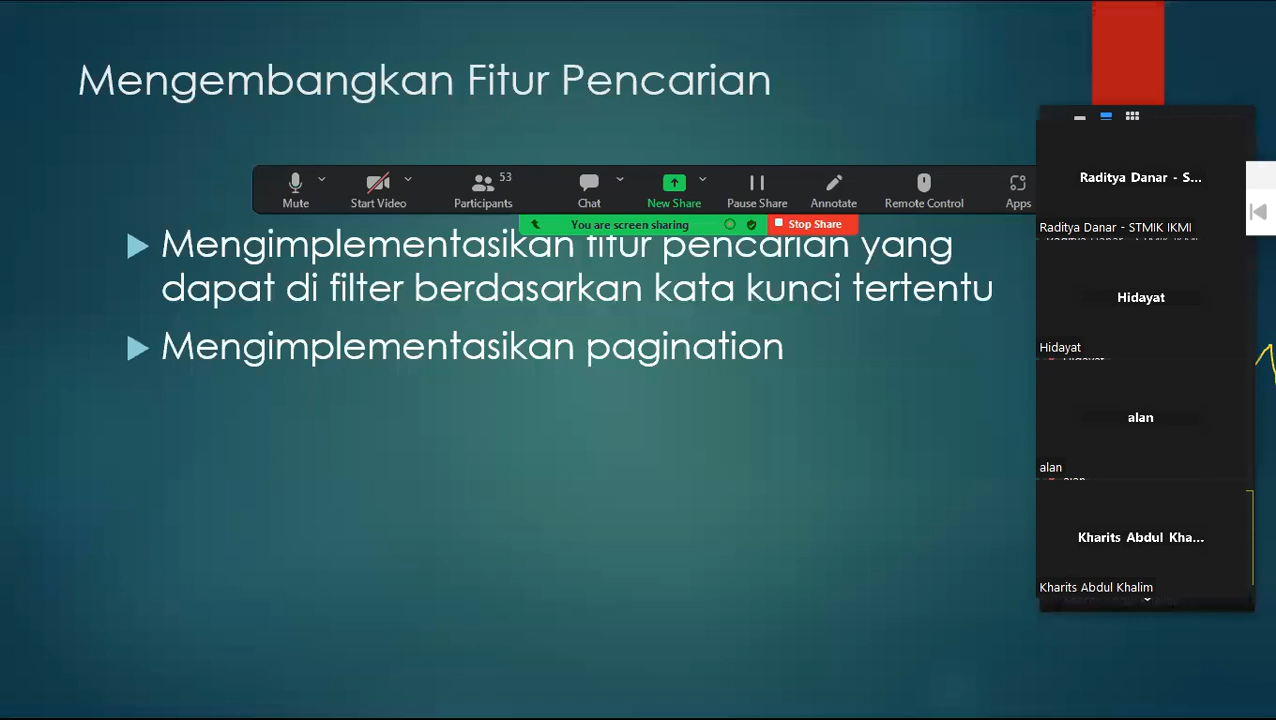 Mengembangkan Fitur Pencarian
53
Mute
Start Video
Participants
Chat
New Share
Pause Share
Annotate
Remote Control
Apps
You are screen sharing
Stop Share
Mengimplementasikan fitur pencarian yang
dapat di filter berdasarkan kata kunci tertentu
Mengimplementasikan pagination
Raditya Danar - S...
Raditya Danar - STMIK IKMI
Hidayat
Hidayat
alan
alan
Kharits Abdul Kha...
Kharits Abdul Khalim